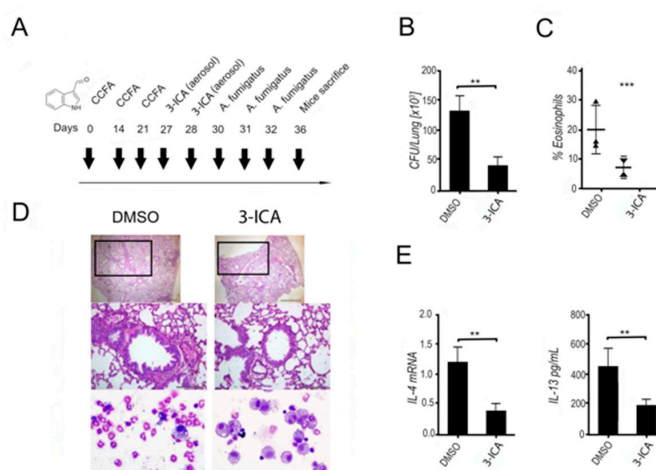 A
CCFA
CCFA
CCFA
3-ICA (aerosol)
3-ICA (aerosol)
A. fumigatus
A. fumigatus
A. fumigatus
Mice sacrifice
O
NH
Days 0 14 21 27 28 30 31 32 36
B
CFU/Lung [x10³]
200
150
100
50
0
**
DMSO
3-ICA
C
% Eosinophils
40
30
20
10
0
***
DMSO
3-ICA
D
DMSO 3-ICA
E
IL-4 mRNA
2.0
1.5
1.0
0.5
0.0
**
DMSO
3-ICA
IL-13 pg/mL
800
600
400
200
0
**
DMSO
3-ICA